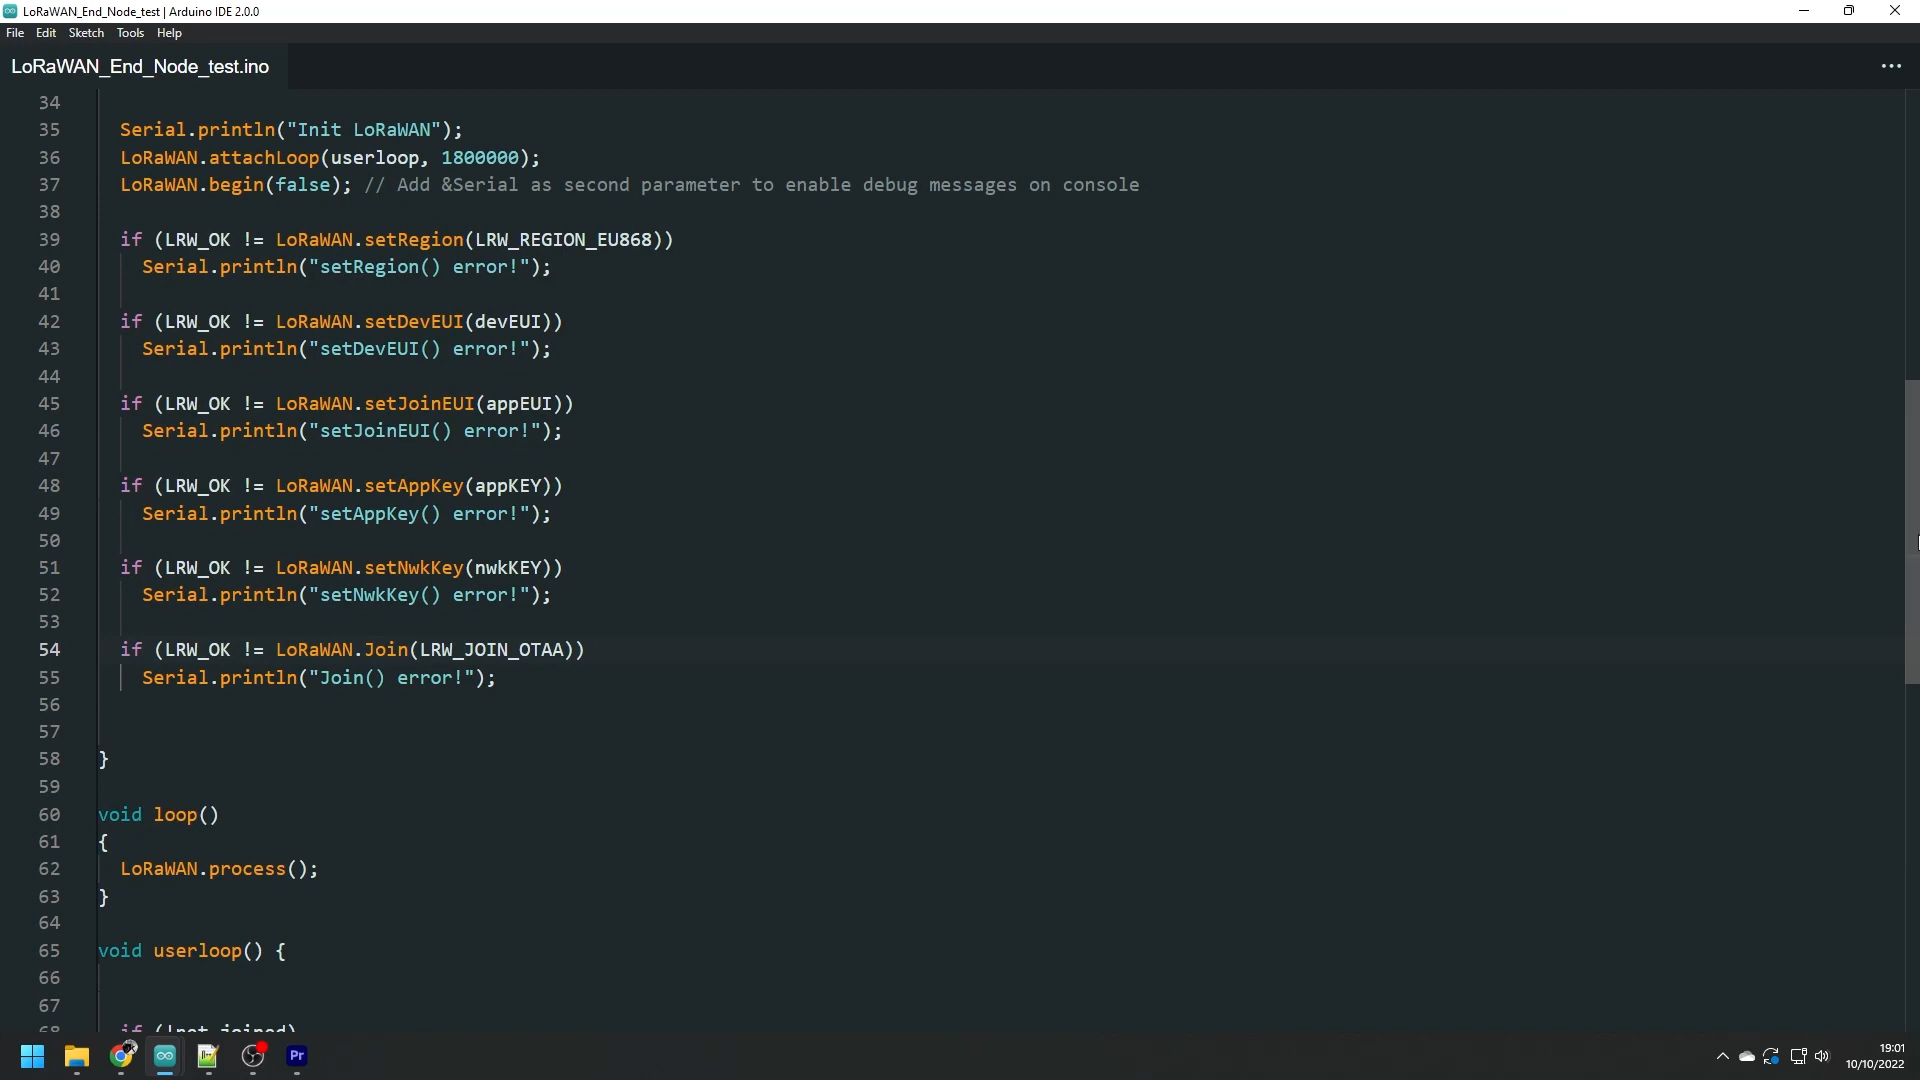 LoRaWAN_End_Node_test | Arduino IDE 2.0.0
File Edit Sketch Tools Help
LoRaWAN_End_Node_test.ino
34
35 Serial.println("Init LoRaWAN");
36 LoRaWAN.attachLoop(userloop, 1800000);
37 LoRaWAN.begin(false); // Add &Serial as second parameter to enable debug messages on console
38
39 if (LRW_OK != LoRaWAN.setRegion(LRW_REGION_EU868))
40 Serial.println("setRegion() error!");
41
42 if (LRW_OK != LoRaWAN.setDevEUI(devEUI))
43 Serial.println("setDevEUI() error!");
44
45 if (LRW_OK != LoRaWAN.setJoinEUI(appEUI))
46 Serial.println("setJoinEUI() error!");
47
48 if (LRW_OK != LoRaWAN.setAppKey(appKEY))
49 Serial.println("setAppKey() error!");
50
51 if (LRW_OK != LoRaWAN.setNwkKey(nwkKEY))
52 Serial.println("setNwkKey() error!");
53
54 if (LRW_OK != LoRaWAN.Join(LRW_JOIN_OTAA))
55 Serial.println("Join() error!");
56
57
58 }
59
60 void loop()
61 {
62 LoRaWAN.process();
63 }
64
65 void userloop() {
66
67
68 if (!net_joined)
Pr
19:01
10/10/2022